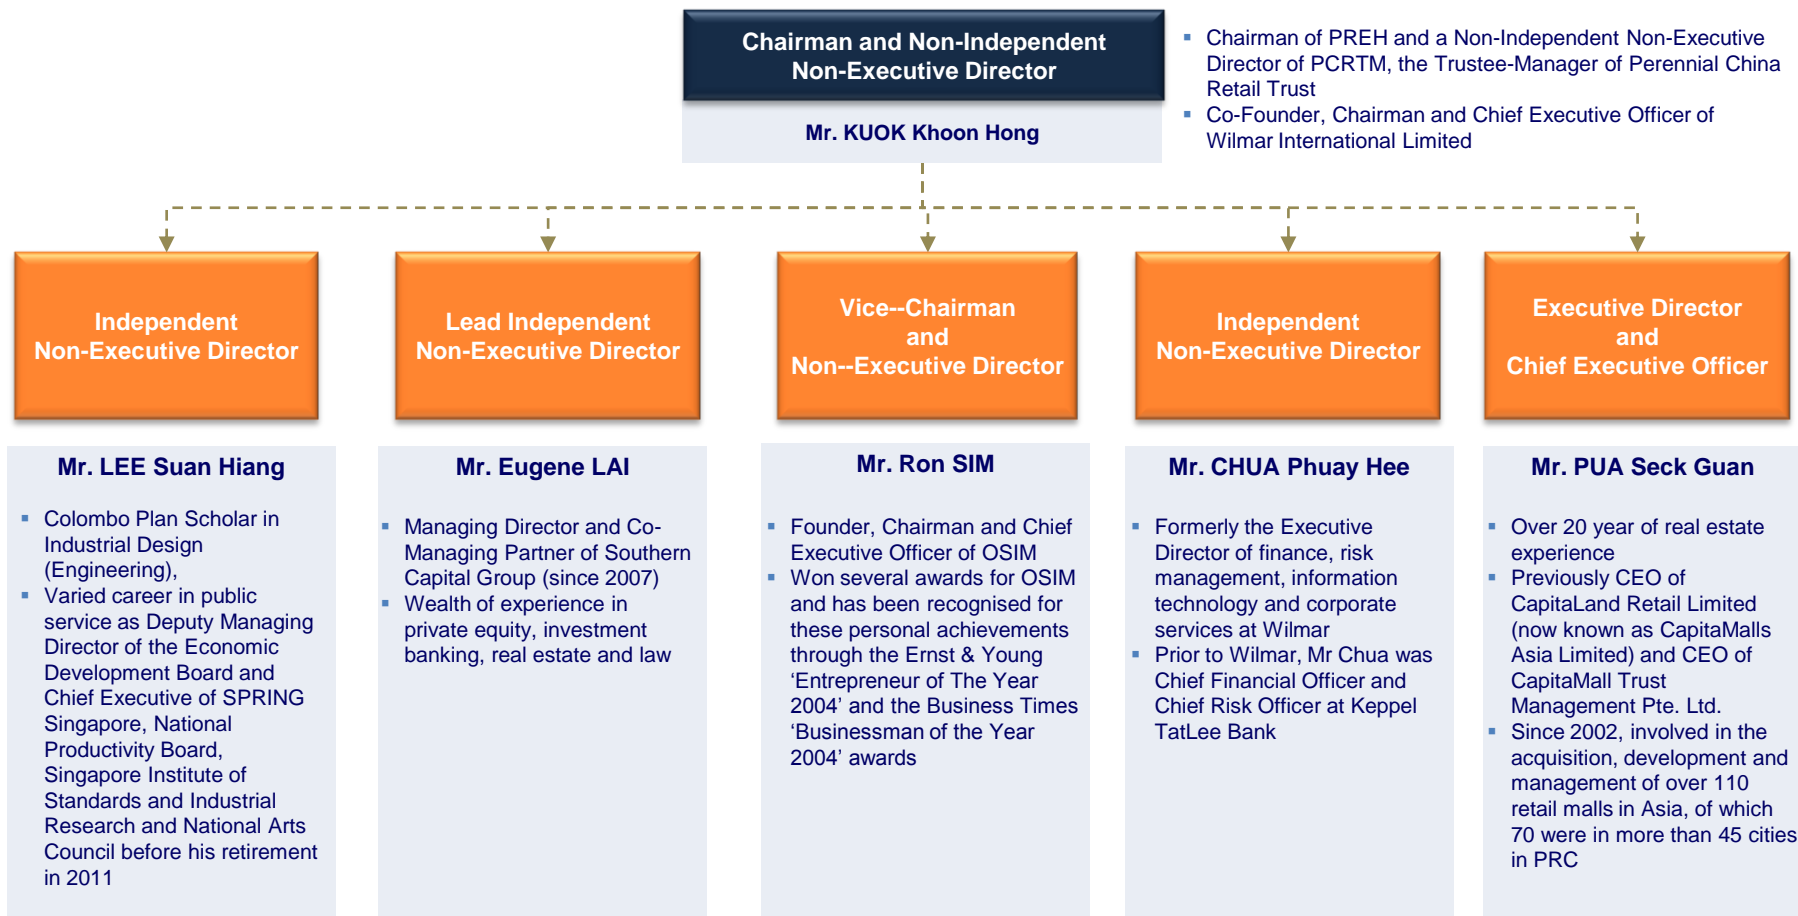 Chairman and Non-Independent
Non-Executive Director
Mr. KUOK Khoon Hong
▪ Chairman of PREH and a Non-Independent Non-Executive
Director of PCRTM, the Trustee-Manager of Perennial China
Retail Trust
▪ Co-Founder, Chairman and Chief Executive Officer of
Wilmar International Limited
Independent
Non-Executive Director
Mr. LEE Suan Hiang
▪ Colombo Plan Scholar in
Industrial Design
(Engineering),
▪ Varied career in public
service as Deputy Managing
Director of the Economic
Development Board and
Chief Executive of SPRING
Singapore, National
Productivity Board,
Singapore Institute of
Standards and Industrial
Research and National Arts
Council before his retirement
in 2011
Lead Independent
Non-Executive Director
Mr. Eugene LAI
▪ Managing Director and Co-
Managing Partner of Southern
Capital Group (since 2007)
▪ Wealth of experience in
private equity, investment
banking, real estate and law
Vice--Chairman
and
Non--Executive Director
Mr. Ron SIM
▪ Founder, Chairman and Chief
Executive Officer of OSIM
▪ Won several awards for OSIM
and has been recognised for
these personal achievements
through the Ernst & Young
‘Entrepreneur of The Year
2004’ and the Business Times
‘Businessman of the Year
2004’ awards
Independent
Non-Executive Director
Mr. CHUA Phuay Hee
▪ Formerly the Executive
Director of finance, risk
management, information
technology and corporate
services at Wilmar
▪ Prior to Wilmar, Mr Chua was
Chief Financial Officer and
Chief Risk Officer at Keppel
TatLee Bank
Executive Director
and
Chief Executive Officer
Mr. PUA Seck Guan
▪ Over 20 year of real estate
experience
▪ Previously CEO of
CapitaLand Retail Limited
(now known as CapitaMalls
Asia Limited) and CEO of
CapitaMall Trust
Management Pte. Ltd.
▪ Since 2002, involved in the
acquisition, development and
management of over 110
retail malls in Asia, of which
70 were in more than 45 cities
in PRC